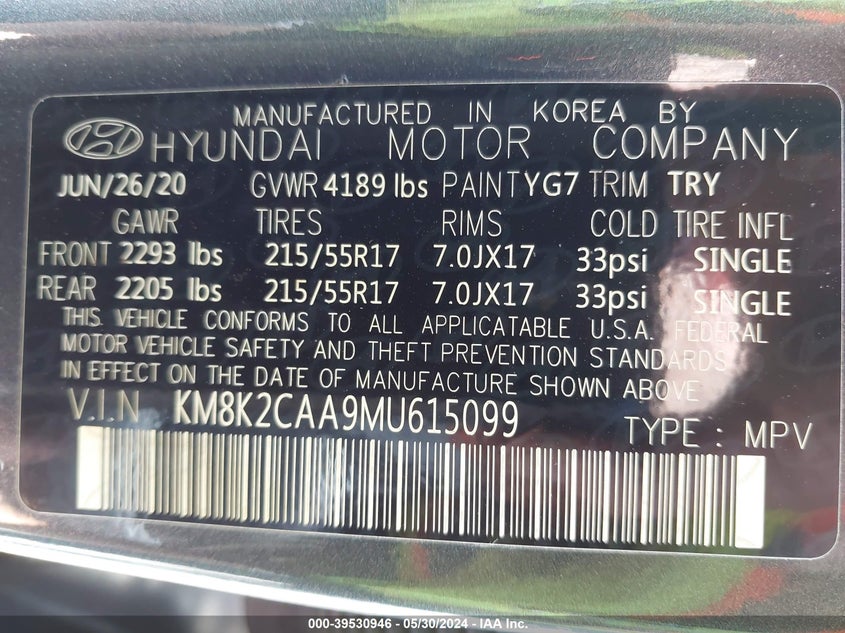 MANUFACTURED IN KOREA BY
HYUNDAI MOTOR COMPANY
JUN/26/20 GVWR 4189 lbs PAINT YG7 TRIM TRY
GAWR TIRES RIMS COLD TIRE INFL
FRONT 2293 lbs 215/55R17 7.0JX17 33psi SINGLE
REAR 2205 lbs 215/55R17 7.0JX17 33psi SINGLE
THIS VEHICLE CONFORMS TO ALL APPLICATABLE U.S.A. FEDERAL
MOTOR VEHICLE SAFETY AND THEFT PREVENTION STANDARDS
IN EFFECT ON THE DATE OF MANUFACTURED SHOWN ABOVE
V.I.N KM8K2CAA9MU615099 TYPE : MPV
000-39530946 - 05/30/2024 - IAA Inc.